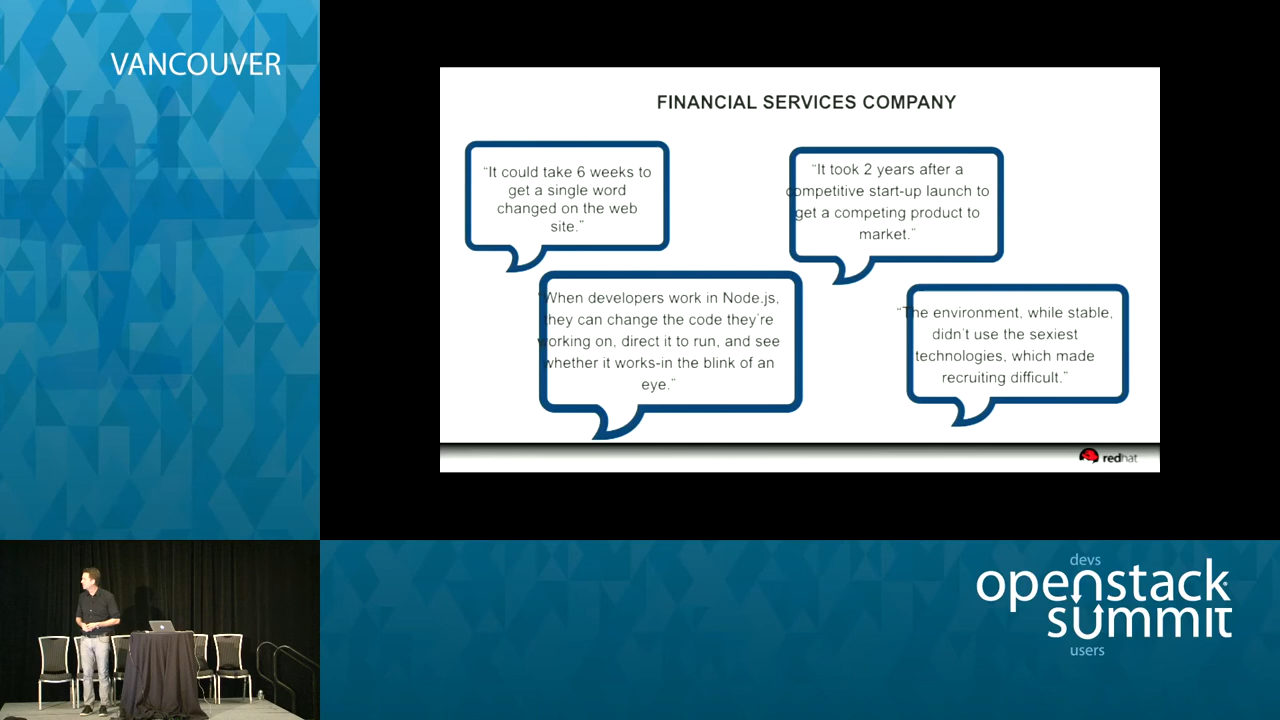 VANCOUVER
FINANCIAL SERVICES COMPANY
“It could take 6 weeks to
get a single word
changed on the web
site.”
“It took 2 years after a
competitive start-up launch to
get a competing product to
market.”
“When developers work in Node.js,
they can change the code they’re
working on, direct it to run, and see
whether it works-in the blink of an
eye.”
“The environment, while stable,
didn’t use the sexiest
technologies, which made
recruiting difficult.”
redhat
devs
openstack
summit
users